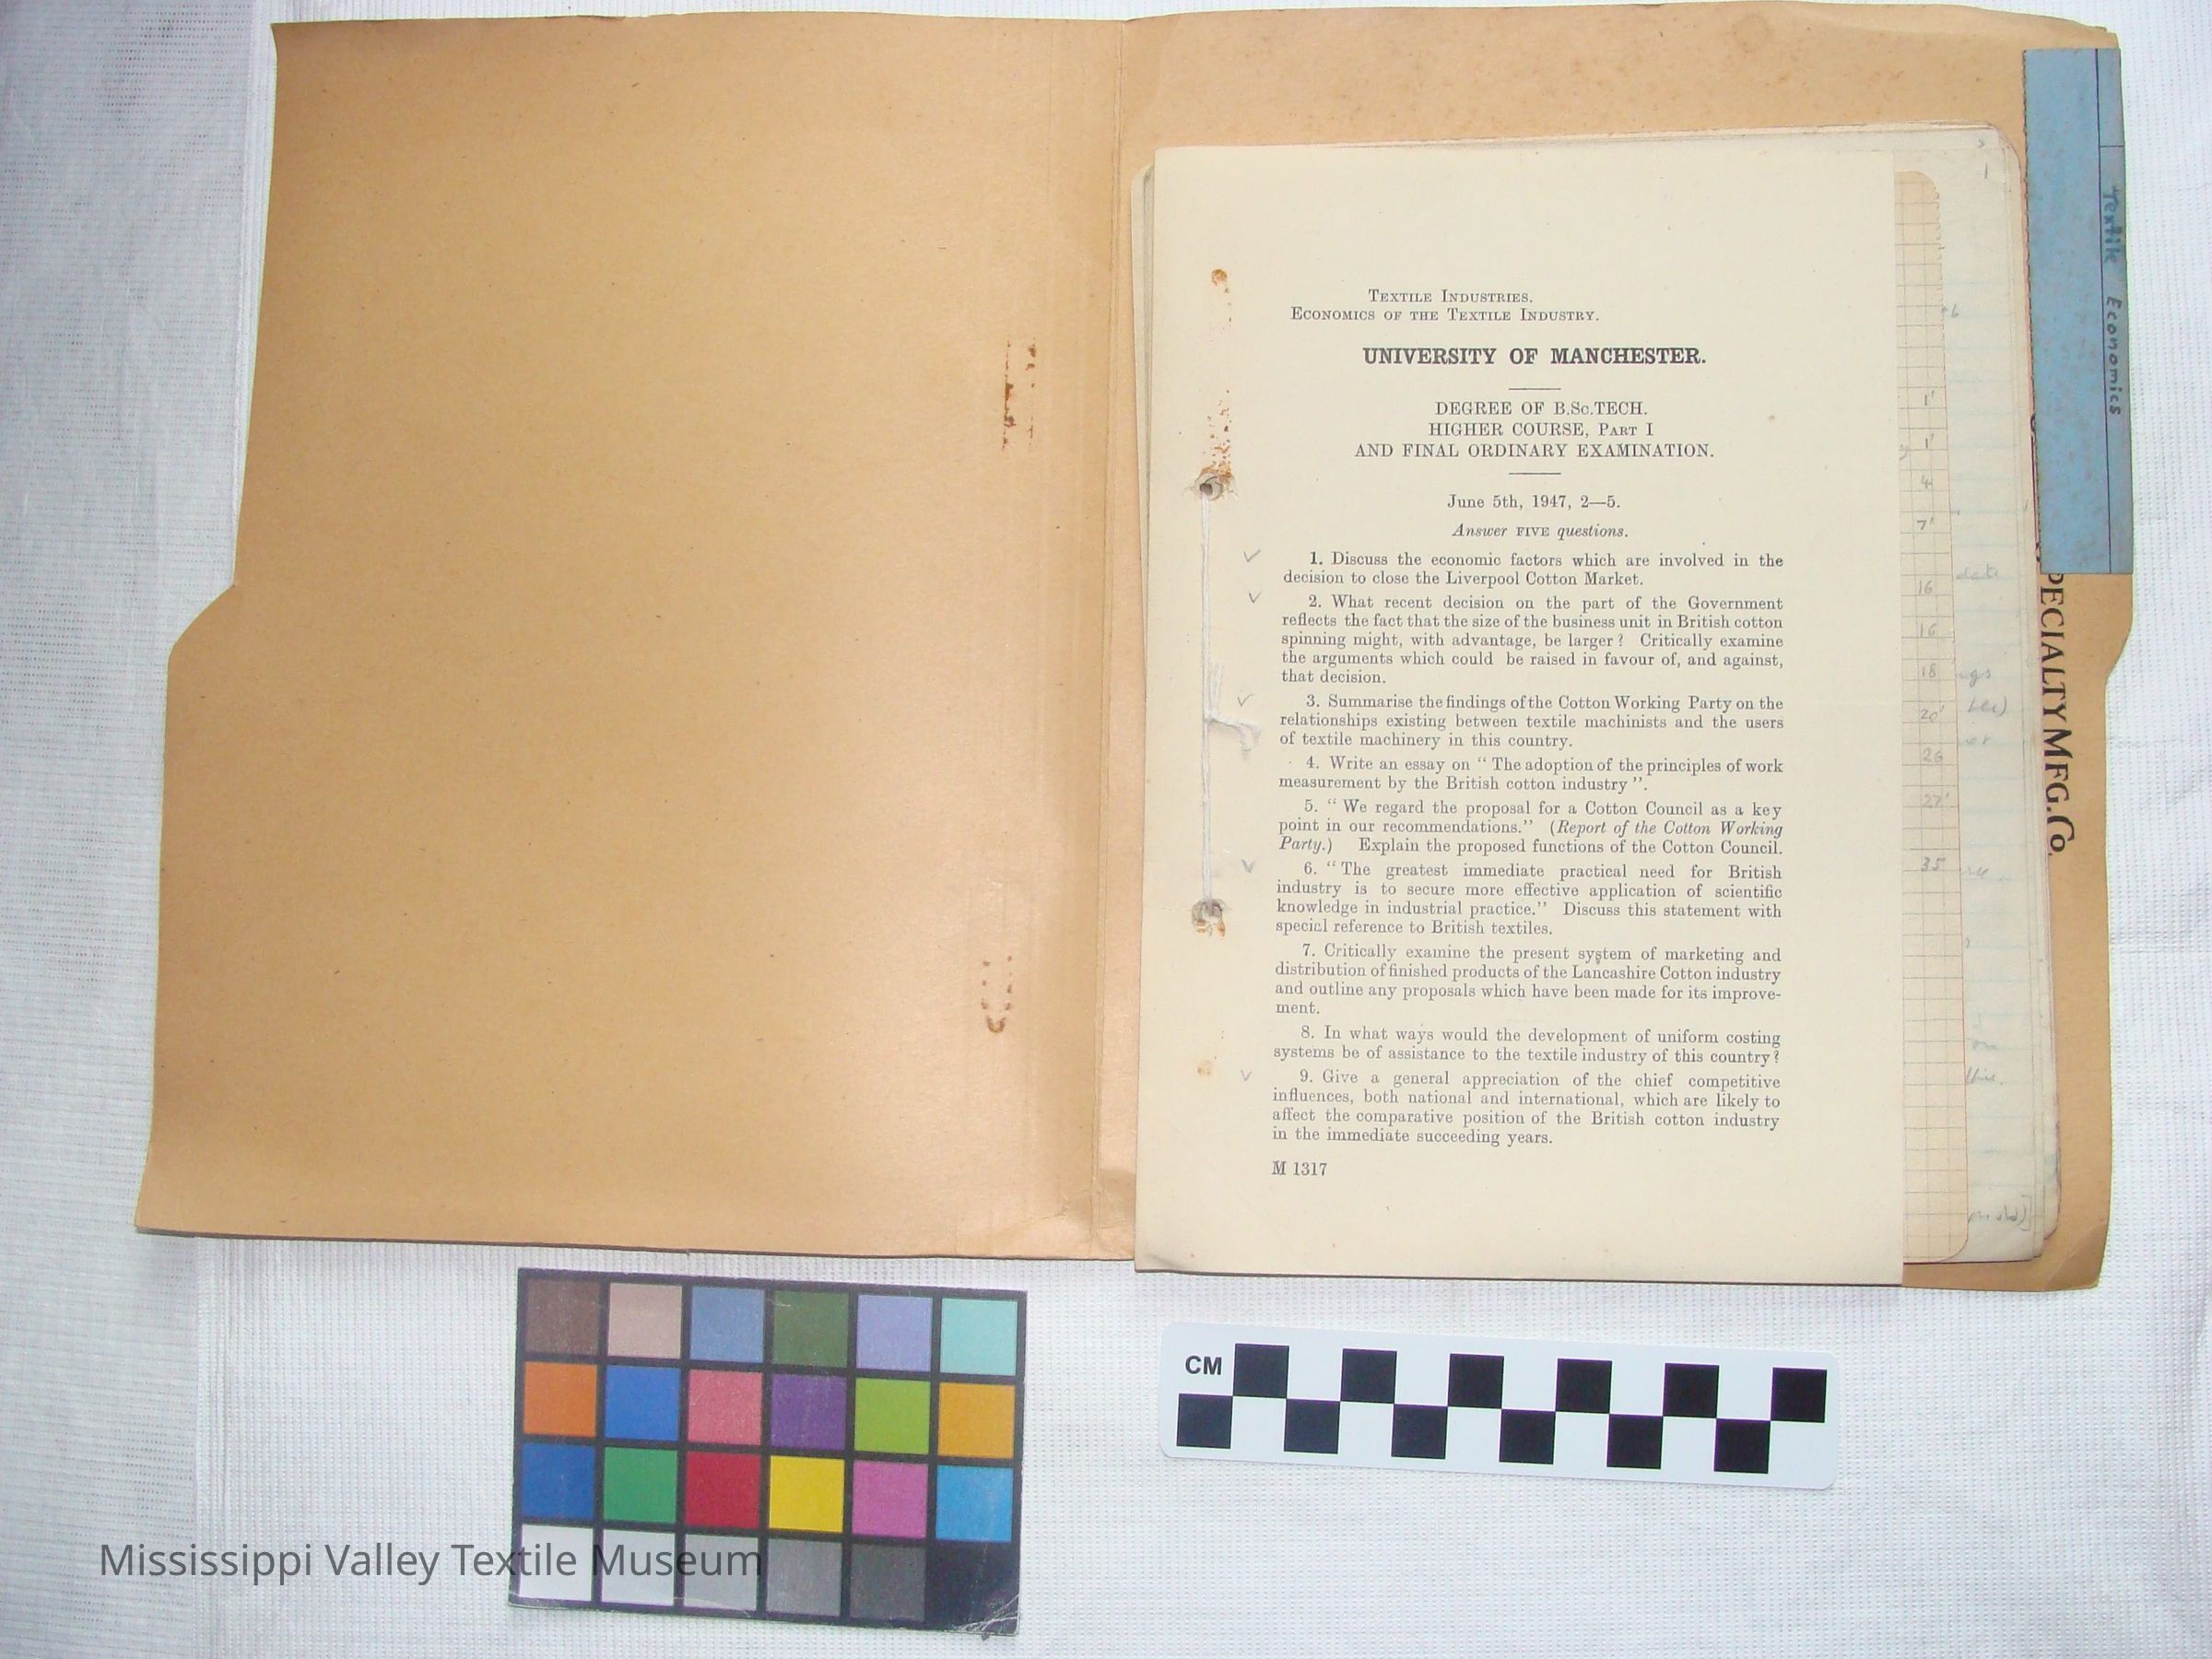 TEXTILE INDUSTRIES.
ECONOMICS OF THE TEXTILE INDUSTRY.
UNIVERSITY OF MANCHESTER.
DEGREE OF B.Sc.TECH.
HIGHER COURSE, PART I
AND FINAL ORDINARY EXAMINATION.
June 5th, 1947, 2—5.
Answer FIVE questions.
1. Discuss the economic factors which are involved in the
decision to close the Liverpool Cotton Market.
2. What recent decision on the part of the Government
reflects the fact that the size of the business unit in British cotton
spinning might, with advantage, be larger? Critically examine
the arguments which could be raised in favour of, and against,
that decision.
3. Summarise the findings of the Cotton Working Party on the
relationships existing between textile machinists and the users
of textile machinery in this country.
4. Write an essay on “ The adoption of the principles of work
measurement by the British cotton industry ”.
5. “ We regard the proposal for a Cotton Council as a key
point in our recommendations.” (Report of the Cotton Working
Party.) Explain the proposed functions of the Cotton Council.
6. “ The greatest immediate practical need for British
industry is to secure more effective application of scientific
knowledge in industrial practice.” Discuss this statement with
special reference to British textiles.
7. Critically examine the present system of marketing and
distribution of finished products of the Lancashire Cotton industry
and outline any proposals which have been made for its improve-
ment.
8. In what ways would the development of uniform costing
systems be of assistance to the textile industry of this country?
9. Give a general appreciation of the chief competitive
influences, both national and international, which are likely to
affect the comparative position of the British cotton industry
in the immediate succeeding years.
M 1317
1'
1'
4
7'
16
16
18
20'
26
27'
35
Textile Economics
SPECIALTY MFG. CO.
CM
Mississippi Valley Textile Museum